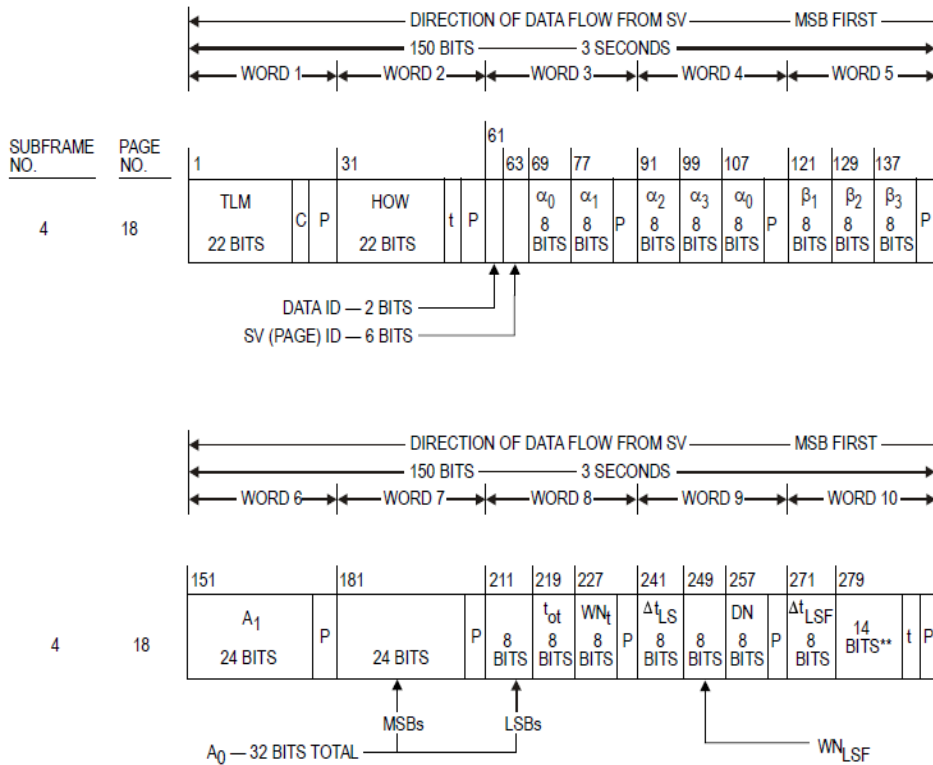 DIRECTION OF DATA FLOW FROM SV MSB FIRST
150 BITS 3 SECONDS
WORD 1 WORD 2 WORD 3 WORD 4 WORD 5
SUBFRAME NO. PAGE NO.
61
1 31 63 69 77 91 99 107 121 129 137
4 18
TLM 22 BITS C P HOW 22 BITS t P α0 8 BITS α1 8 BITS P α2 8 BITS α3 8 BITS α0 8 BITS P β1 8 BITS β2 8 BITS β3 8 BITS P
DATA ID — 2 BITS
SV (PAGE) ID — 6 BITS
DIRECTION OF DATA FLOW FROM SV MSB FIRST
150 BITS 3 SECONDS
WORD 6 WORD 7 WORD 8 WORD 9 WORD 10
151 181 211 219 227 241 249 257 271 279
4 18
A1 24 BITS P 24 BITS P 8 BITS tot 8 BITS WNt 8 BITS P ΔtLS 8 BITS 8 BITS DN 8 BITS P ΔtLSF 8 BITS 14 BITS** t P
MSBs LSBs
A0 — 32 BITS TOTAL
WNLSF